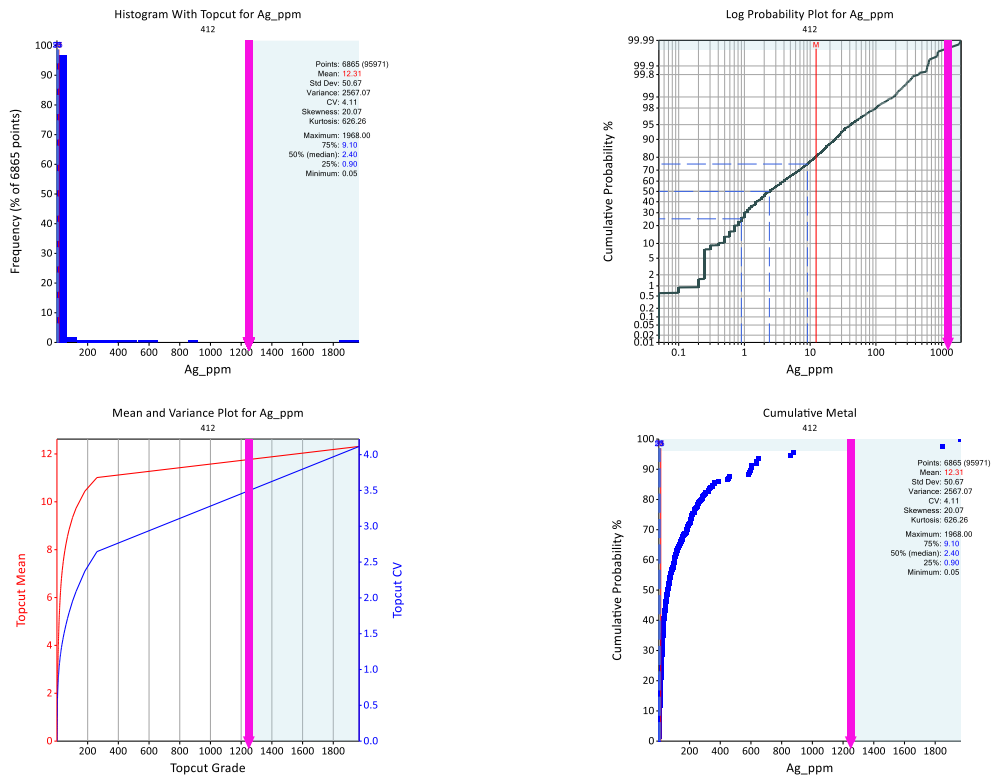 Histogram With Topcut for Ag_ppm
412
Frequency (% of 6865 points)
100
90
80
70
60
50
40
30
20
10
0
Points: 6865 (95971)
Mean: 12.31
Std Dev: 50.67
Variance: 2567.07
CV: 4.11
Skewness: 20.07
Kurtosis: 626.26
Maximum: 1968.00
75%: 9.10
50% (median): 2.40
25%: 0.90
Minimum: 0.05
200 400 600 800 1000 1200 1400 1600 1800
Ag_ppm
Log Probability Plot for Ag_ppm
412
Cumulative Probability %
M
99.99
99.9
99.8
99
98
95
90
80
70
60
50
40
30
20
10
5
2
1
0.5
0.2
0.1
0.05
0.02
0.01
0.1 1 10 100 1000
Ag_ppm
Mean and Variance Plot for Ag_ppm
412
Topcut Mean
12
10
8
6
4
2
0
Topcut CV
4.0
3.5
3.0
2.5
2.0
1.5
1.0
0.5
0.0
200 400 600 800 1000 1200 1400 1600 1800
Topcut Grade
Cumulative Metal
412
Cumulative Probability %
100
90
80
70
60
50
40
30
20
10
0
Points: 6865 (95971)
Mean: 12.31
Std Dev: 50.67
Variance: 2567.07
CV: 4.11
Skewness: 20.07
Kurtosis: 626.26
Maximum: 1968.00
75%: 9.10
50% (median): 2.40
25%: 0.90
Minimum: 0.05
200 400 600 800 1000 1200 1400 1600 1800
Ag_ppm